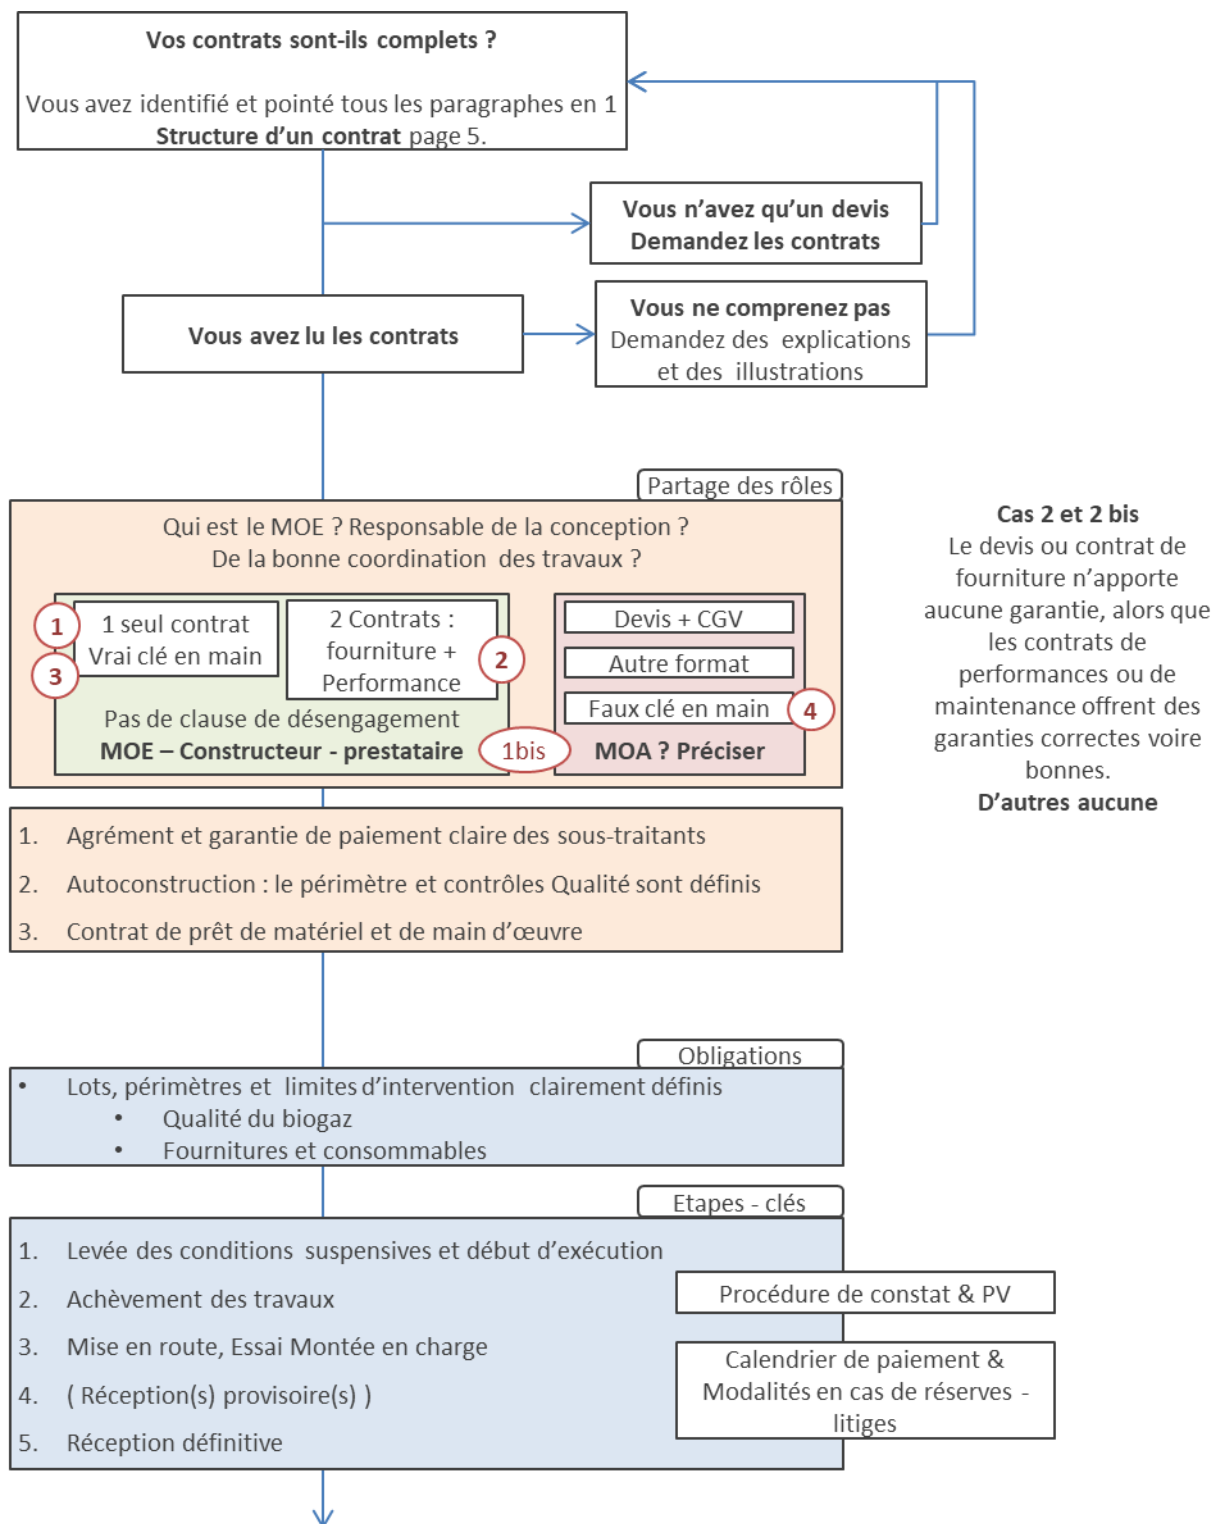 Vos contrats sont-ils complets ?
Vous avez identifié et pointé tous les paragraphes en 1
Structure d'un contrat page 5.
Vous n'avez qu'un devis
Demandez les contrats
Vous avez lu les contrats
Vous ne comprenez pas
Demandez des explications
et des illustrations
Partage des rôles
Qui est le MOE ? Responsable de la conception ?
De la bonne coordination des travaux ?
1
3
1 seul contrat
Vrai clé en main
2 Contrats :
fourniture +
Performance
2
Pas de clause de désengagement
MOE – Constructeur - prestataire
1bis
Devis + CGV
Autre format
Faux clé en main
4
MOA ? Préciser
Cas 2 et 2 bis
Le devis ou contrat de
fourniture n'apporte
aucune garantie, alors que
les contrats de
performances ou de
maintenance offrent des
garanties correctes voire
bonnes.
D'autres aucune
1. Agrément et garantie de paiement claire des sous-traitants
2. Autoconstruction : le périmètre et contrôles Qualité sont définis
3. Contrat de prêt de matériel et de main d'œuvre
Obligations
• Lots, périmètres et limites d'intervention clairement définis
• Qualité du biogaz
• Fournitures et consommables
Etapes - clés
1. Levée des conditions suspensives et début d'exécution
2. Achèvement des travaux
3. Mise en route, Essai Montée en charge
4. ( Réception(s) provisoire(s) )
5. Réception définitive
Procédure de constat & PV
Calendrier de paiement &
Modalités en cas de réserves -
litiges